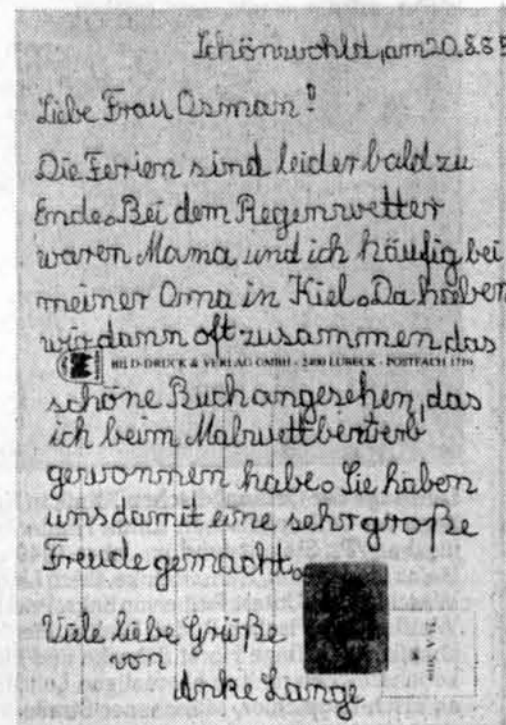 Schönwohld, am 20.8.8
Liebe Frau Osman!
Die Ferien sind leider bald zu
Ende. Bei dem Regenwetter
waren Mama und ich häufig bei
meiner Oma in Kiel. Da haben
wir dann oft zusammen das
BILD-DRUCK & VERLAG GMBH · 2400 LÜBECK · POSTFACH 1719
schöne Buch angesehen, das
ich beim Malwettbewerb
gewonnen habe. Sie haben
uns damit eine sehr große
Freude gemacht.
Viele liebe Grüße
von
Anke Lange